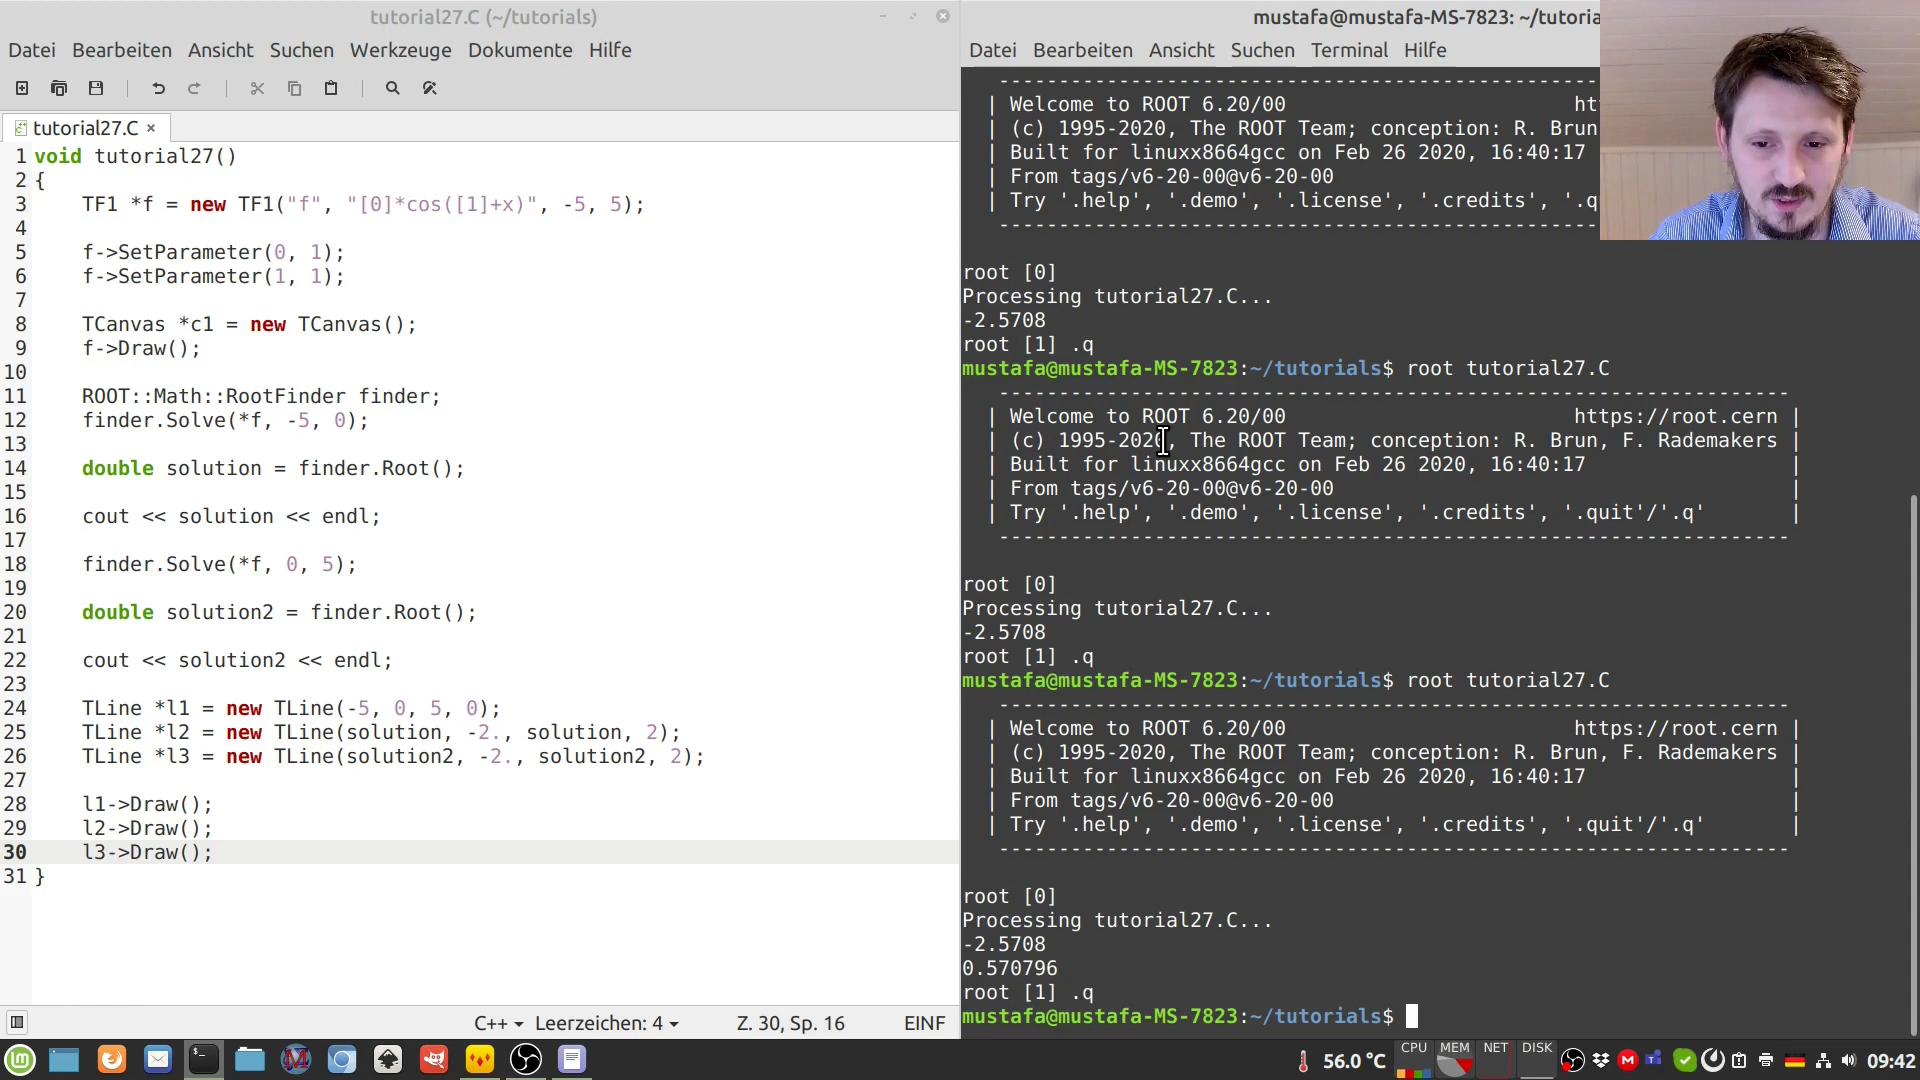 tutorial27.C (~/tutorials)
Datei Bearbeiten Ansicht Suchen Werkzeuge Dokumente Hilfe
tutorial27.C ×
1 void tutorial27()
2 {
3     TF1 *f = new TF1("f", "[0]*cos([1]+x)", -5, 5);
4
5     f->SetParameter(0, 1);
6     f->SetParameter(1, 1);
7
8     TCanvas *c1 = new TCanvas();
9     f->Draw();
10
11     ROOT::Math::RootFinder finder;
12     finder.Solve(*f, -5, 0);
13
14     double solution = finder.Root();
15
16     cout << solution << endl;
17
18     finder.Solve(*f, 0, 5);
19
20     double solution2 = finder.Root();
21
22     cout << solution2 << endl;
23
24     TLine *l1 = new TLine(-5, 0, 5, 0);
25     TLine *l2 = new TLine(solution, -2., solution, 2);
26     TLine *l3 = new TLine(solution2, -2., solution2, 2);
27
28     l1->Draw();
29     l2->Draw();
30     l3->Draw();
31 }
C++ Leerzeichen: 4 Z. 30, Sp. 16 EINF
mustafa@mustafa-MS-7823: ~/tutoria
Datei Bearbeiten Ansicht Suchen Terminal Hilfe
------------------------------------------------------------------
| Welcome to ROOT 6.20/00 ht
| (c) 1995-2020, The ROOT Team; conception: R. Brun
| Built for linuxx8664gcc on Feb 26 2020, 16:40:17
| From tags/v6-20-00@v6-20-00
| Try '.help', '.demo', '.license', '.credits', '.q
------------------------------------------------------------------
root [0]
Processing tutorial27.C...
-2.5708
root [1] .q
mustafa@mustafa-MS-7823:~/tutorials$ root tutorial27.C
------------------------------------------------------------------
| Welcome to ROOT 6.20/00 https://root.cern |
| (c) 1995-2020, The ROOT Team; conception: R. Brun, F. Rademakers |
| Built for linuxx8664gcc on Feb 26 2020, 16:40:17 |
| From tags/v6-20-00@v6-20-00 |
| Try '.help', '.demo', '.license', '.credits', '.quit'/'.q' |
------------------------------------------------------------------
root [0]
Processing tutorial27.C...
-2.5708
root [1] .q
mustafa@mustafa-MS-7823:~/tutorials$ root tutorial27.C
------------------------------------------------------------------
| Welcome to ROOT 6.20/00 https://root.cern |
| (c) 1995-2020, The ROOT Team; conception: R. Brun, F. Rademakers |
| Built for linuxx8664gcc on Feb 26 2020, 16:40:17 |
| From tags/v6-20-00@v6-20-00 |
| Try '.help', '.demo', '.license', '.credits', '.quit'/'.q' |
------------------------------------------------------------------
root [0]
Processing tutorial27.C...
-2.5708
0.570796
root [1] .q
mustafa@mustafa-MS-7823:~/tutorials$
56.0 °C CPU MEM NET DISK 09:42